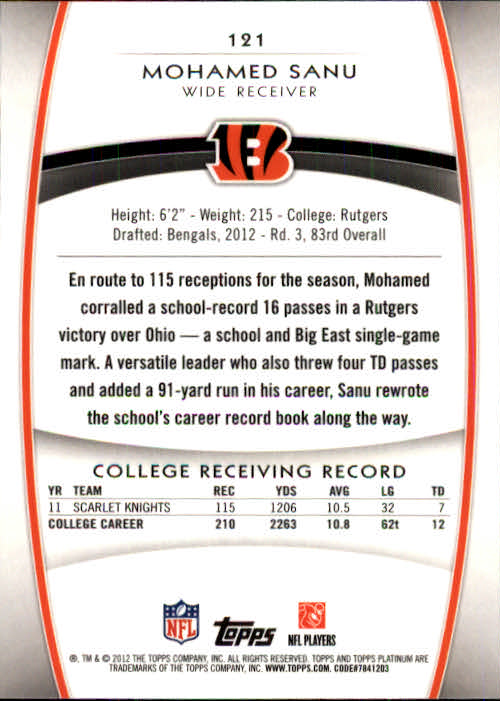 121
MOHAMED SANU
WIDE RECEIVER
B
Height: 6'2" - Weight: 215 - College: Rutgers
Drafted: Bengals, 2012 - Rd. 3, 83rd Overall
En route to 115 receptions for the season, Mohamed
corralled a school-record 16 passes in a Rutgers
victory over Ohio — a school and Big East single-game
mark. A versatile leader who also threw four TD passes
and added a 91-yard run in his career, Sanu rewrote
the school's career record book along the way.
COLLEGE RECEIVING RECORD
YR TEAM REC YDS AVG LG TD
11 SCARLET KNIGHTS 115 1206 10.5 32 7
COLLEGE CAREER 210 2263 10.8 62t 12
NFL topps NFL PLAYERS
®, TM & © 2012 THE TOPPS COMPANY, INC. ALL RIGHTS RESERVED. TOPPS AND TOPPS PLATINUM ARE
TRADEMARKS OF THE TOPPS COMPANY, INC. WWW.TOPPS.COM. CODE#7841203